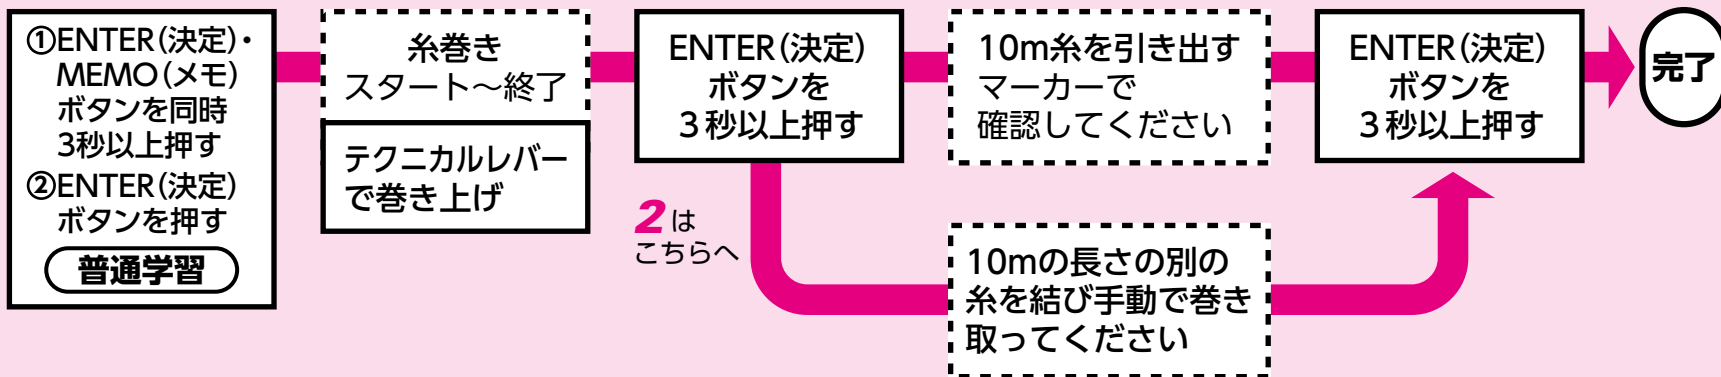 ①ENTER(決定)・
MEMO(メモ)
ボタンを同時
3秒以上押す
②ENTER(決定)
ボタンを押す
普通学習
糸巻き
スタート～終了
テクニカルレバー
で巻き上げ
ENTER(決定)
ボタンを
3秒以上押す
2は
こちらへ
10m糸を引き出す
マーカーで
確認してください
10mの長さの別の
糸を結び手動で巻き
取ってください
ENTER(決定)
ボタンを
3秒以上押す
完了